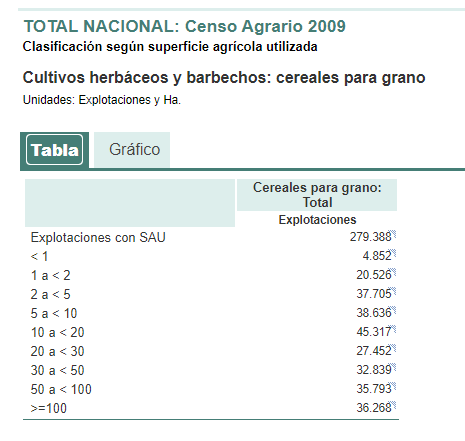 TOTAL NACIONAL: Censo Agrario 2009
Clasificación según superficie agrícola utilizada
Cultivos herbáceos y barbechos: cereales para grano
Unidades: Explotaciones y Ha.
Tabla Gráfico
Cereales para grano:
Total
Explotaciones
Explotaciones con SAU 279.388
< 1 4.852
1 a < 2 20.526
2 a < 5 37.705
5 a < 10 38.636
10 a < 20 45.317
20 a < 30 27.452
30 a < 50 32.839
50 a < 100 35.793
>=100 36.268